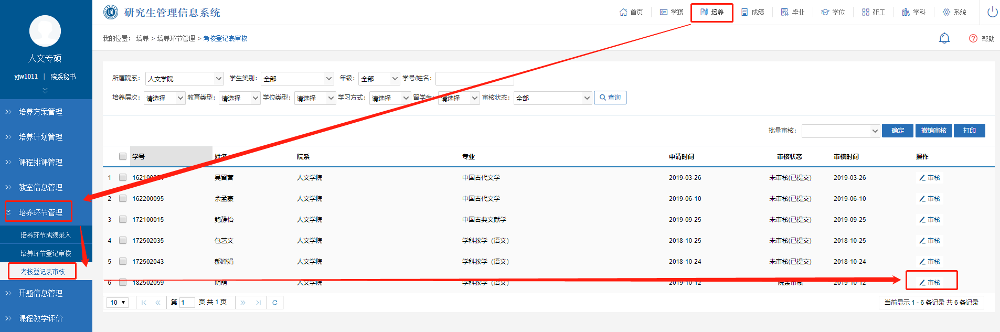 研究生管理信息系统
首页 学籍 培养 成绩 毕业 学位 研工 学科 系统
人文专硕
yjw1011 | 院系秘书
培养方案管理
培养计划管理
课程排课管理
教室信息管理
培养环节管理
培养环节成绩录入
培养环节登记审核
考核登记表审核
开题信息管理
课程教学评价
我的位置: 培养 > 培养环节管理 > 考核登记表审核
帮助
所属院系: 人文学院 学生类别: 全部 年级: 全部 学号/姓名:
培养层次: 请选择 教育类型: 请选择 学位类型: 请选择 学习方式: 请选择 留学生: 请选择 审核状态: 全部 查询
批量审核: 确定 撤销审核 打印
学号 姓名 院系 专业 申请时间 审核状态 审核时间 操作
1 吴留营 人文学院 中国古代文学 2019-03-26 未审核(已提交) 2019-03-26 审核
2 162200095 余孟豪 人文学院 中国古代文学 2019-06-10 未审核(已提交) 2019-06-10 审核
3 172100015 鲍静怡 人文学院 中国古典文献学 2019-09-25 未审核(已提交) 2019-09-25 审核
4 172502035 包艺文 人文学院 学科教学（语文） 2018-10-25 未审核(已提交) 2018-10-25 审核
5 172502043 郝婵娟 人文学院 学科教学（语文） 2018-10-24 未审核(已提交) 2018-10-24 审核
6 182502059 明萌 人文学院 学科教学（语文） 2019-10-12 院系审核 2019-10-12 审核
10 第 1 页 共 1 页
当前显示 1 - 6 条记录 共 6 条记录